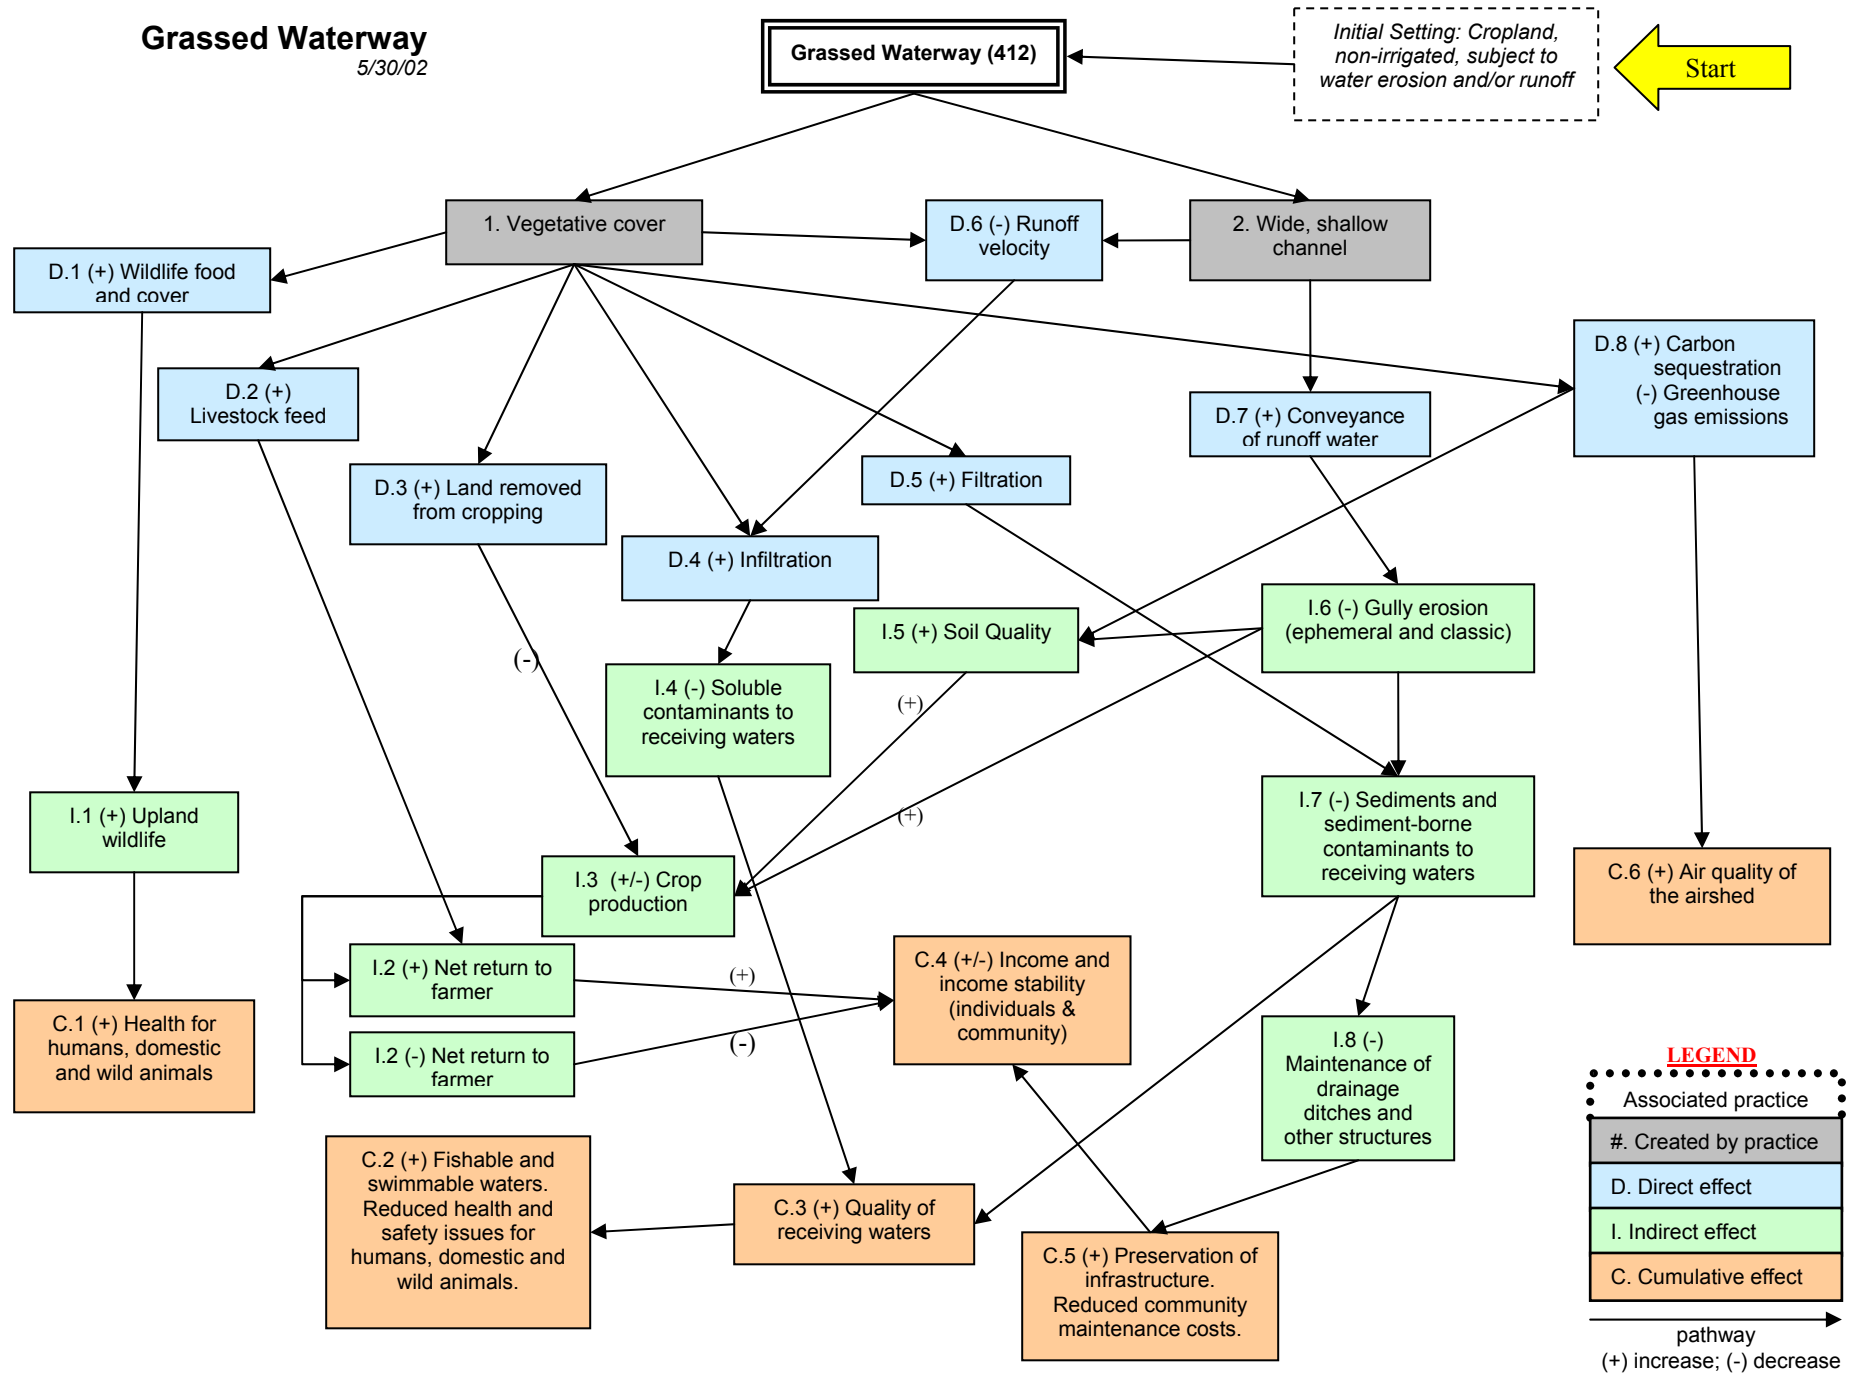 Grassed Waterway
5/30/02
Grassed Waterway (412)
Initial Setting: Cropland,
non-irrigated, subject to
water erosion and/or runoff
Start
1. Vegetative cover
D.6 (-) Runoff
velocity
2. Wide, shallow
channel
D.1 (+) Wildlife food
and cover
D.8 (+) Carbon
sequestration
(-) Greenhouse
gas emissions
D.2 (+)
Livestock feed
D.7 (+) Conveyance
of runoff water
D.3 (+) Land removed
from cropping
D.5 (+) Filtration
D.4 (+) Infiltration
I.6 (-) Gully erosion
(ephemeral and classic)
I.5 (+) Soil Quality
(-)
I.4 (-) Soluble
contaminants to
receiving waters
(+)
I.1 (+) Upland
wildlife
(+)
I.7 (-) Sediments and
sediment-borne
contaminants to
receiving waters
I.3 (+/-) Crop
production
C.6 (+) Air quality of
the airshed
I.2 (+) Net return to
farmer
(+)
C.4 (+/-) Income and
income stability
(individuals &
community)
C.1 (+) Health for
humans, domestic
and wild animals
I.2 (-) Net return to
farmer
(-)
I.8 (-)
Maintenance of
drainage
ditches and
other structures
C.2 (+) Fishable and
swimmable waters.
Reduced health and
safety issues for
humans, domestic and
wild animals.
C.3 (+) Quality of
receiving waters
C.5 (+) Preservation of
infrastructure.
Reduced community
maintenance costs.
LEGEND
Associated practice
#. Created by practice
D. Direct effect
I. Indirect effect
C. Cumulative effect
pathway
(+) increase; (-) decrease